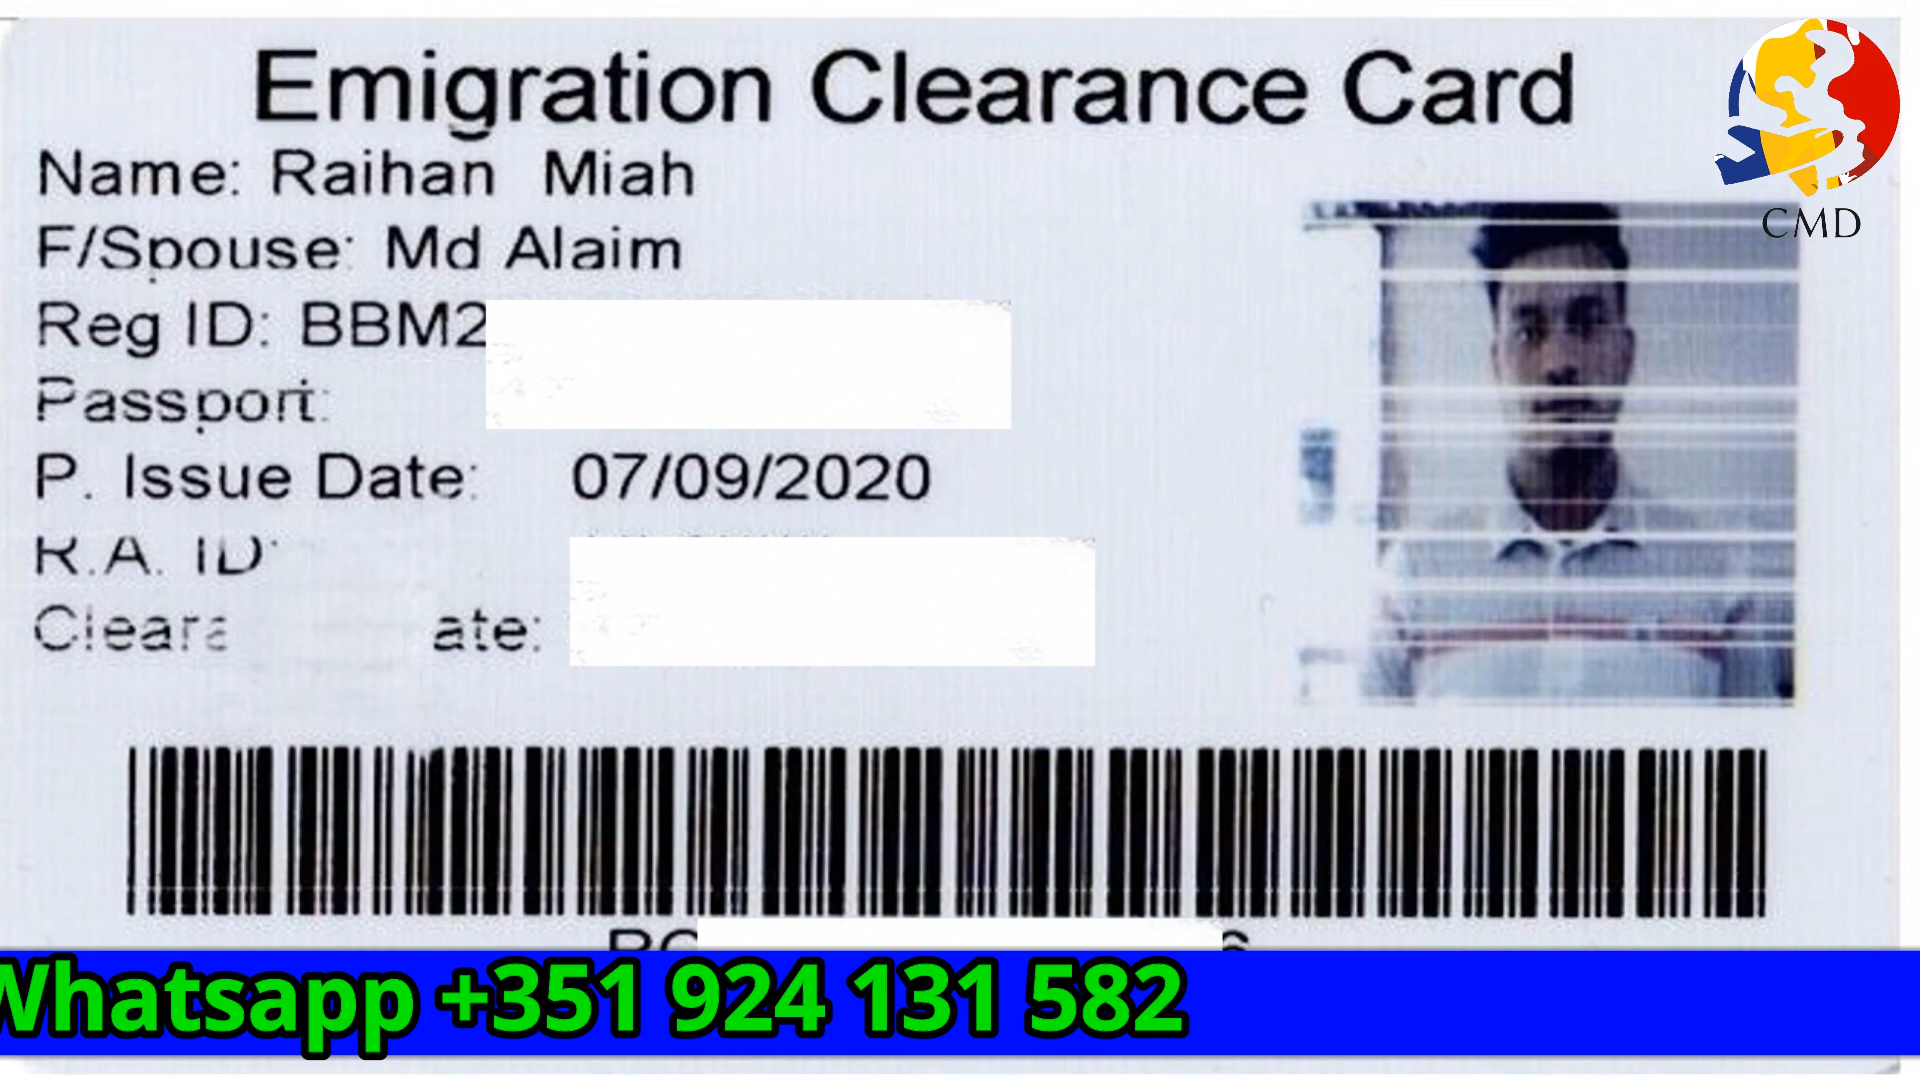 Emigration Clearance Card
CMD
Name: Raihan Miah
F/Spouse: Md Alaim
Reg ID: BBM2
Passport:
P. Issue Date: 07/09/2020
R.A. ID:
Cleara ate:
Whatsapp +351 924 131 582